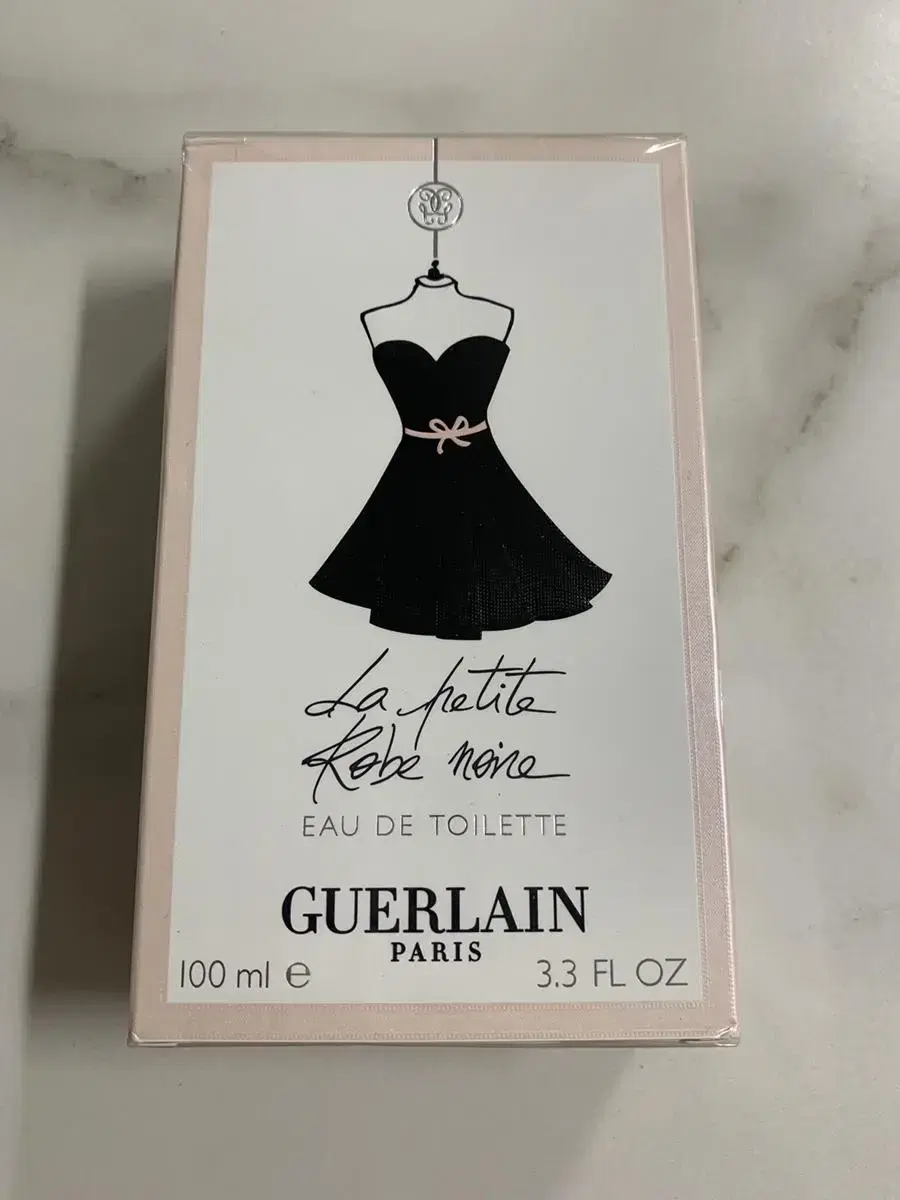 La petite
Robe noire
EAU DE TOILETTE
GUERLAIN
PARIS
100 ml ℮ 3.3 FL OZ